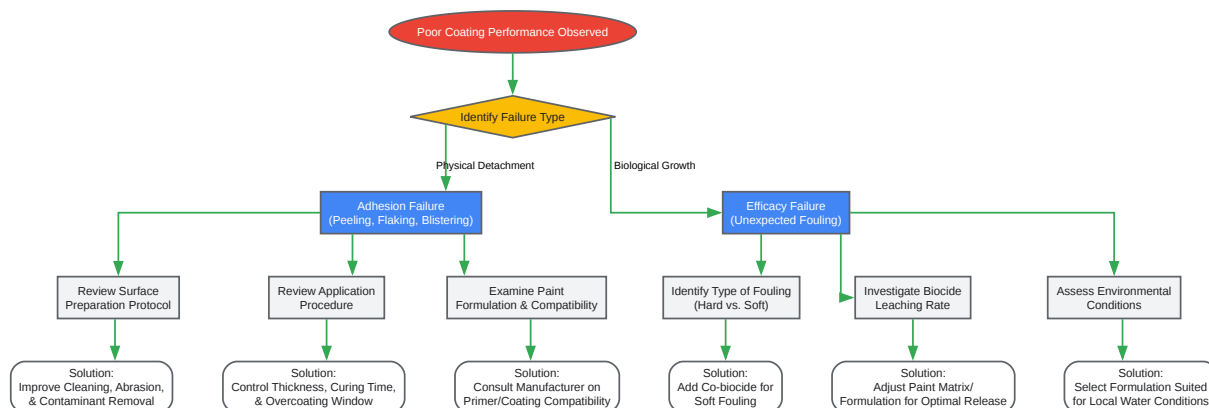 Poor Coating Performance Observed
Identify Failure Type
Physical Detachment
Biological Growth
Adhesion Failure
(Peeling, Flaking, Blistering)
Efficacy Failure
(Unexpected Fouling)
Review Surface
Preparation Protocol
Review Application
Procedure
Examine Paint
Formulation & Compatibility
Identify Type of Fouling
(Hard vs. Soft)
Investigate Biocide
Leaching Rate
Assess Environmental
Conditions
Solution:
Improve Cleaning, Abrasion,
& Contaminant Removal
Solution:
Control Thickness, Curing Time,
& Overcoating Window
Solution:
Consult Manufacturer on
Primer/Coating Compatibility
Solution:
Add Co-biocide for
Soft Fouling
Solution:
Adjust Paint Matrix/
Formulation for Optimal Release
Solution:
Select Formulation Suited
for Local Water Conditions